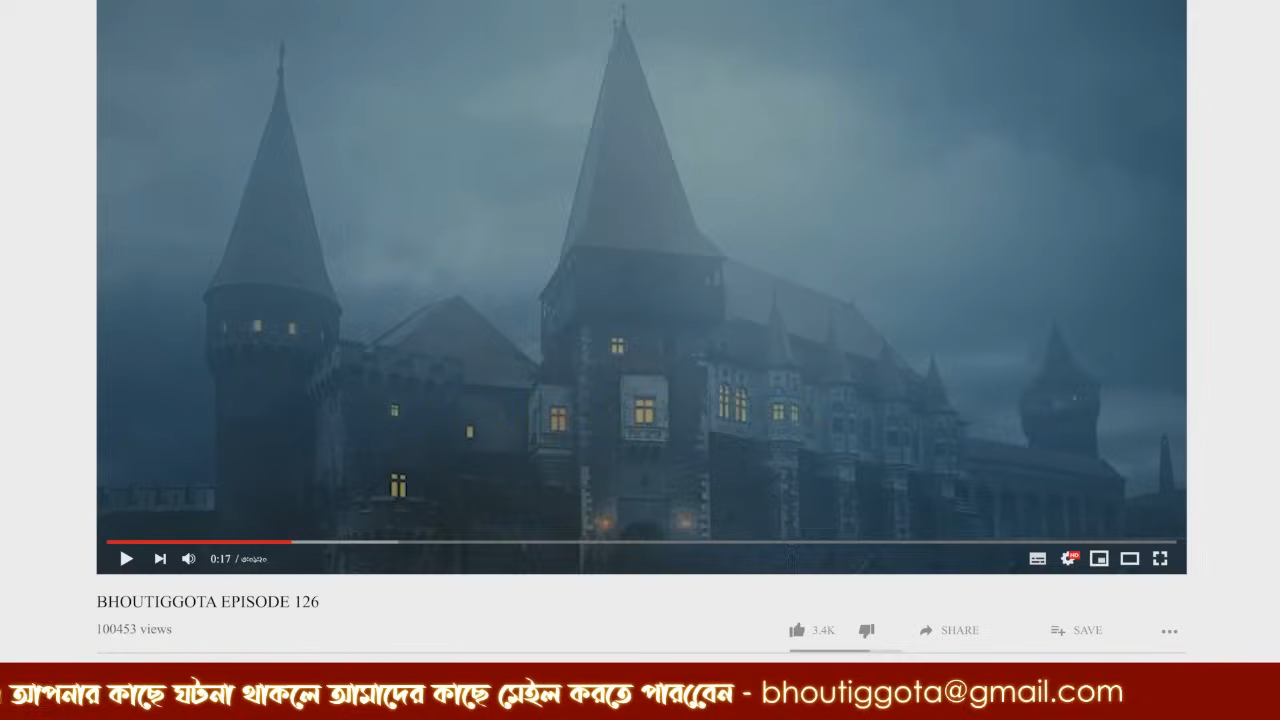 HD
0:17 /
BHOUTIGGOTA EPISODE 126
100453 views
3.4K
SHARE
SAVE
আপনার কাছে ঘটনা থাকলে আমাদের কাছে মেইল করতে পারবেন - bhoutiggota@gmail.com